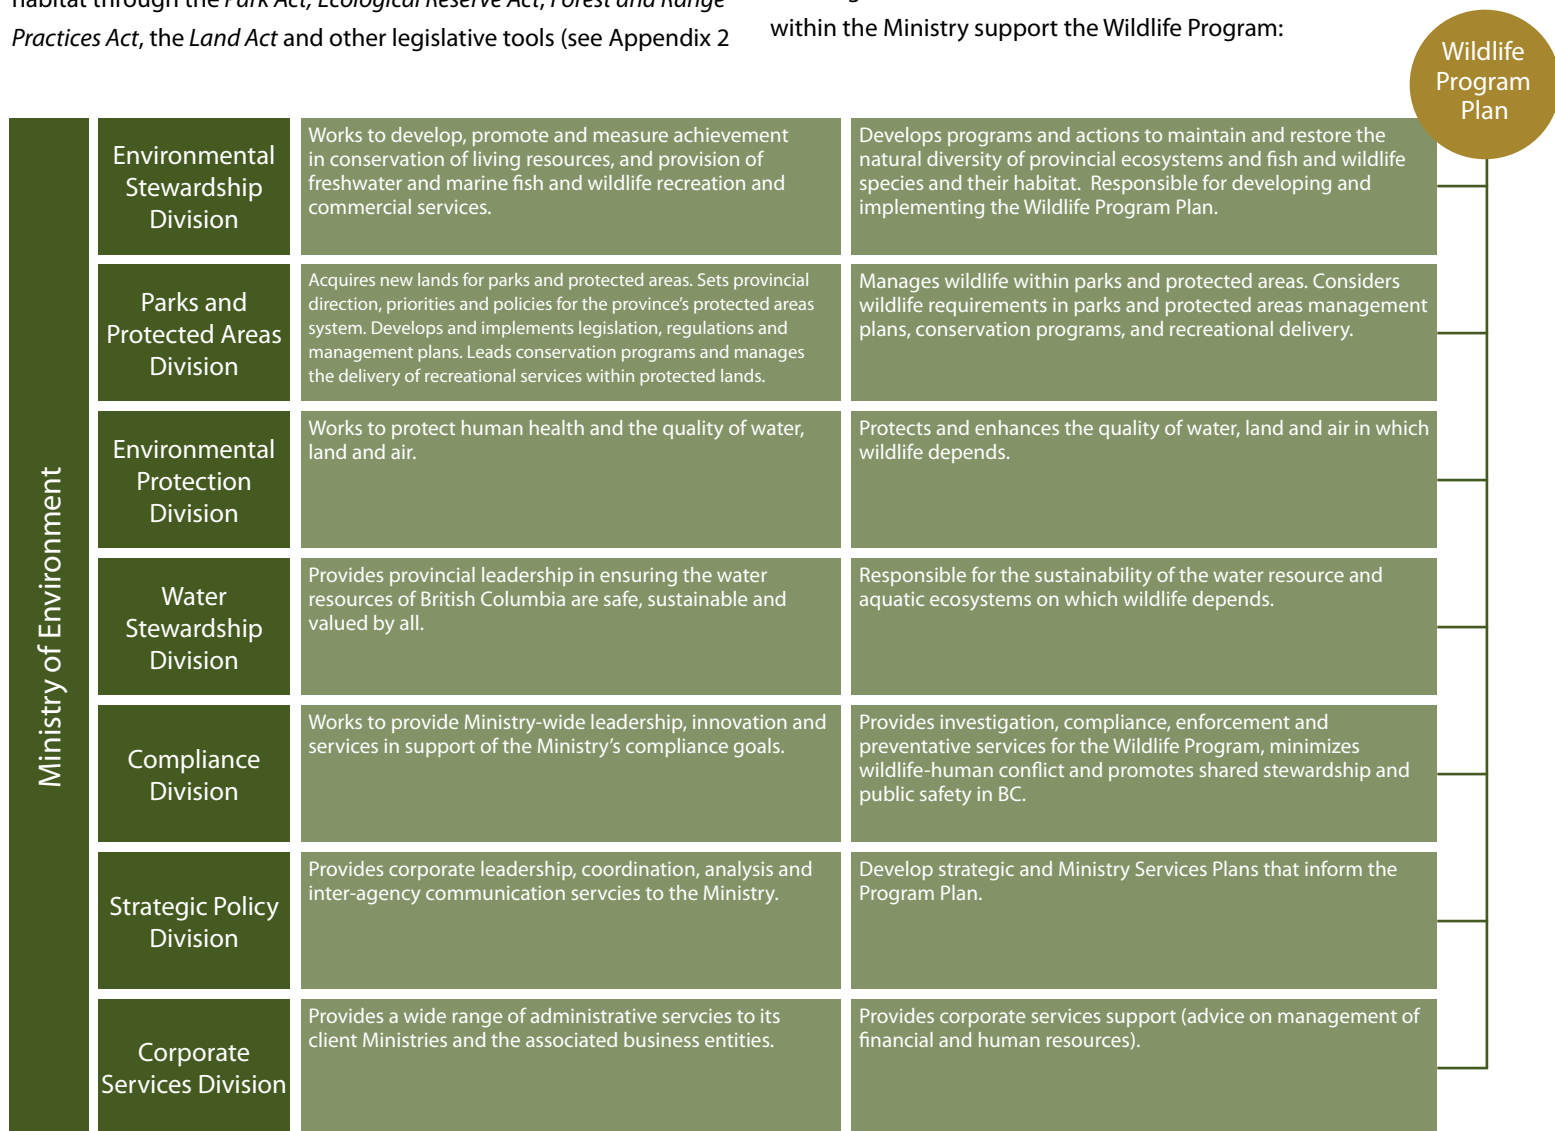 habitat through the Park Act, Ecological Reserve Act, Forest and Range
Practices Act, the Land Act and other legislative tools (see Appendix 2
within the Ministry support the Wildlife Program:
Wildlife
Program
Plan
Ministry of Environment
Environmental
Stewardship
Division
Works to develop, promote and measure achievement
in conservation of living resources, and provision of
freshwater and marine fish and wildlife recreation and
commercial services.
Develops programs and actions to maintain and restore the
natural diversity of provincial ecosystems and fish and wildlife
species and their habitat.  Responsible for developing and
implementing the Wildlife Program Plan.
Parks and
Protected Areas
Division
Acquires new lands for parks and protected areas. Sets provincial
direction, priorities and policies for the province's protected areas
system. Develops and implements legislation, regulations and
management plans. Leads conservation programs and manages
the delivery of recreational services within protected lands.
Manages wildlife within parks and protected areas. Considers
wildlife requirements in parks and protected areas management
plans, conservation programs, and recreational delivery.
Environmental
Protection
Division
Works to protect human health and the quality of water,
land and air.
Protects and enhances the quality of water, land and air in which
wildlife depends.
Water
Stewardship
Division
Provides provincial leadership in ensuring the water
resources of British Columbia are safe, sustainable and
valued by all.
Responsible for the sustainability of the water resource and
aquatic ecosystems on which wildlife depends.
Compliance
Division
Works to provide Ministry-wide leadership, innovation and
services in support of the Ministry's compliance goals.
Provides investigation, compliance, enforcement and
preventative services for the Wildlife Program, minimizes
wildlife-human conflict and promotes shared stewardship and
public safety in BC.
Strategic Policy
Division
Provides corporate leadership, coordination, analysis and
inter-agency communication servcies to the Ministry.
Develop strategic and Ministry Services Plans that inform the
Program Plan.
Corporate
Services Division
Provides a wide range of administrative servcies to its
client Ministries and the associated business entities.
Provides corporate services support (advice on management of
financial and human resources).